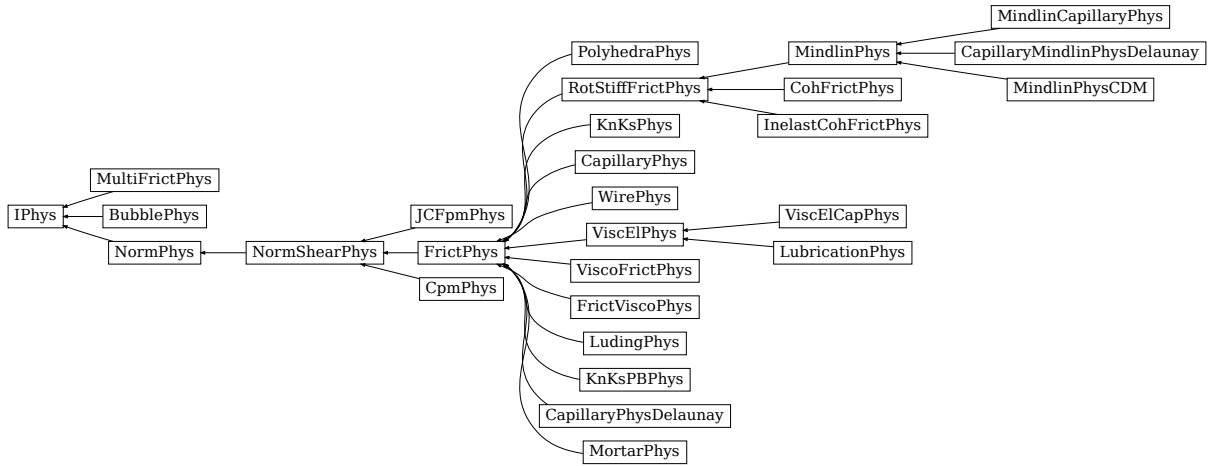 MindlinCapillaryPhys
PolyhedraPhys
MindlinPhys
CapillaryMindlinPhysDelaunay
RotStiffFrictPhys
CohFrictPhys
MindlinPhysCDM
KnKsPhys
InelastCohFrictPhys
CapillaryPhys
MultiFrictPhys
WirePhys
IPhys
BubblePhys
JCFpmPhys
ViscElPhys
ViscElCapPhys
NormPhys
NormShearPhys
FrictPhys
LubricationPhys
ViscoFrictPhys
CpmPhys
FrictViscoPhys
LudingPhys
KnKsPBPhys
CapillaryPhysDelaunay
MortarPhys